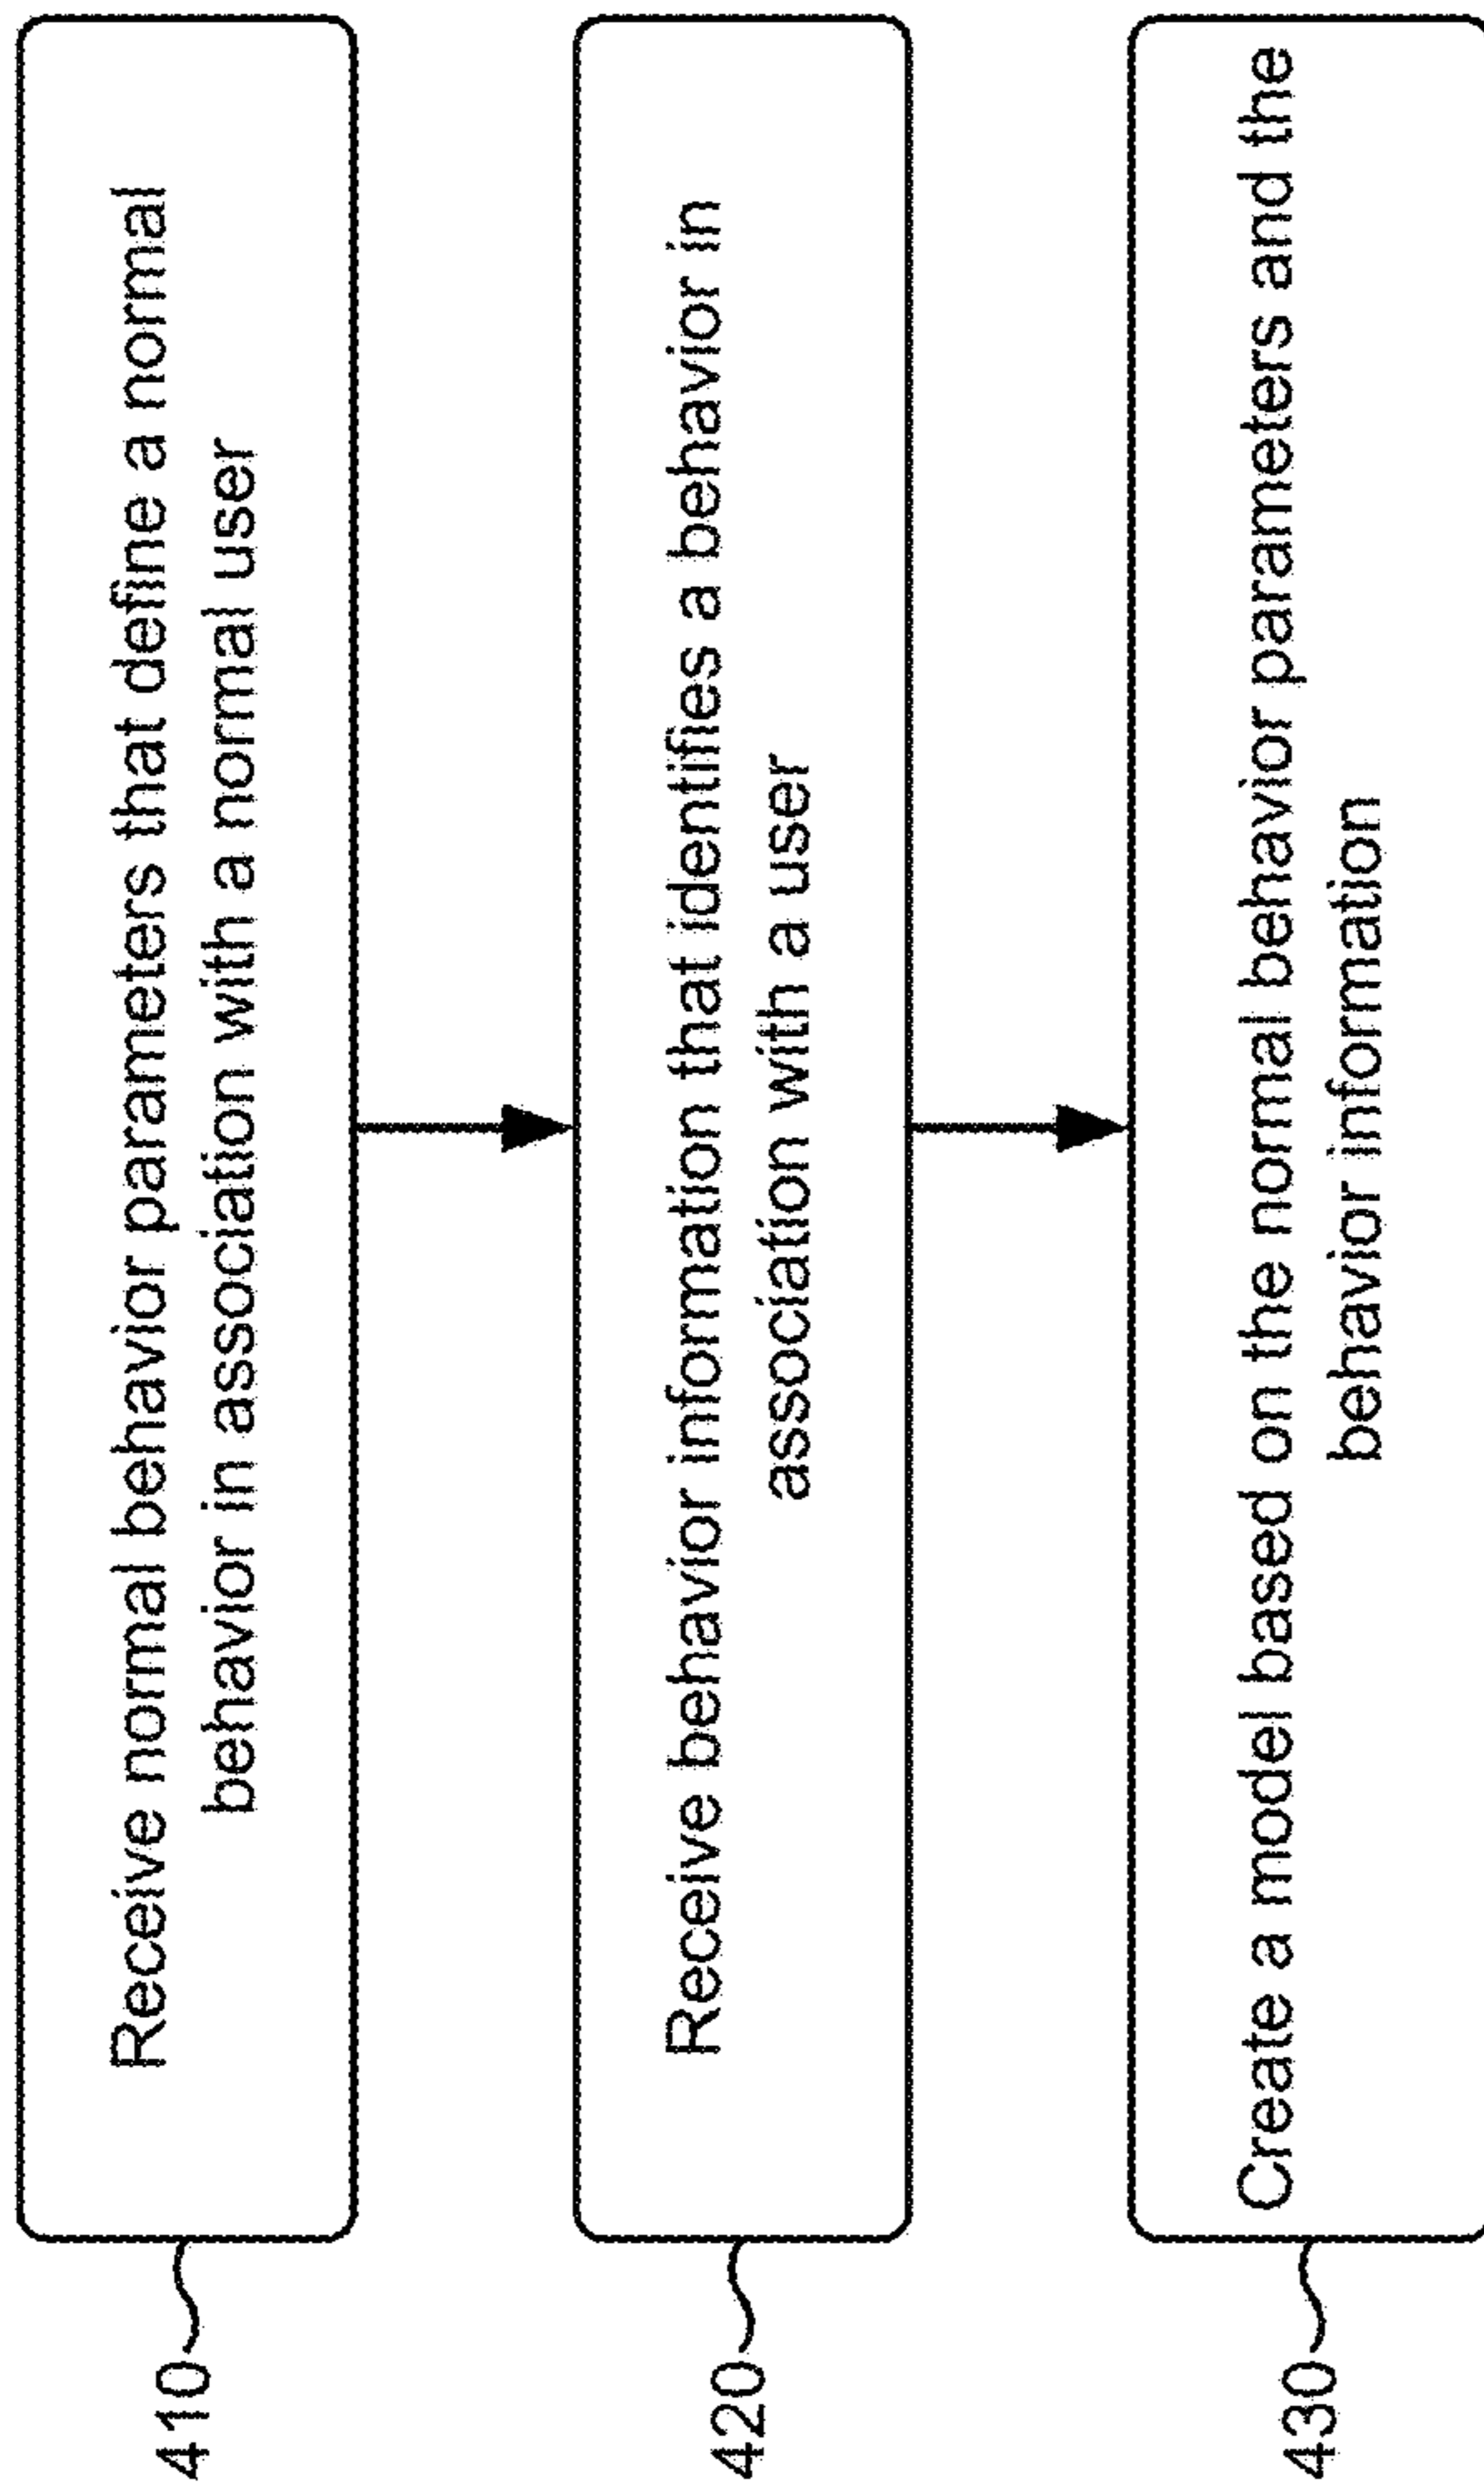 410
Receive normal behavior parameters that define a normal
behavior in association with a normal user
420
Receive behavior information that identifies a behavior in
association with a user
430
Create a model based on the normal behavior parameters and the
behavior information